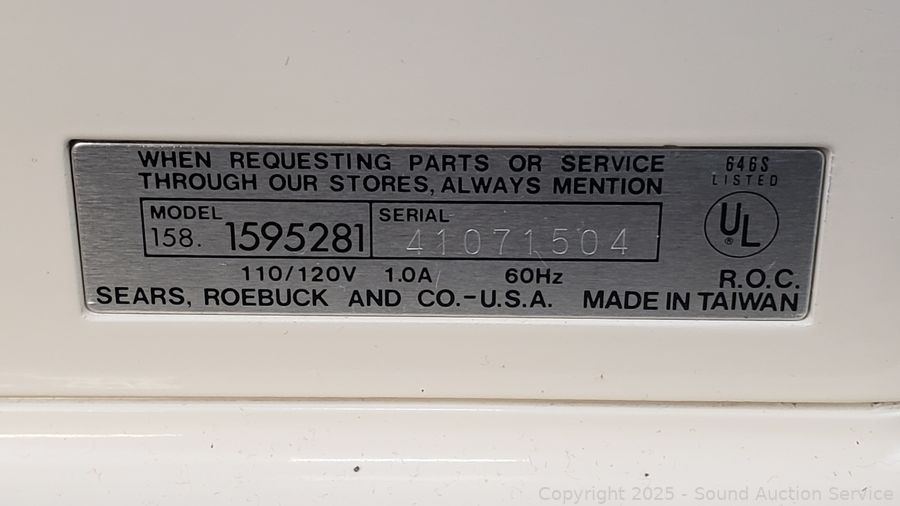 WHEN REQUESTING PARTS OR SERVICE
THROUGH OUR STORES, ALWAYS MENTION
646S
LISTED
MODEL
158. 1595281
SERIAL
41071504
UL
®
110/120V 1.0A 60Hz
R.O.C.
SEARS, ROEBUCK AND CO.-U.S.A. MADE IN TAIWAN
Copyright 2025 - Sound Auction Service